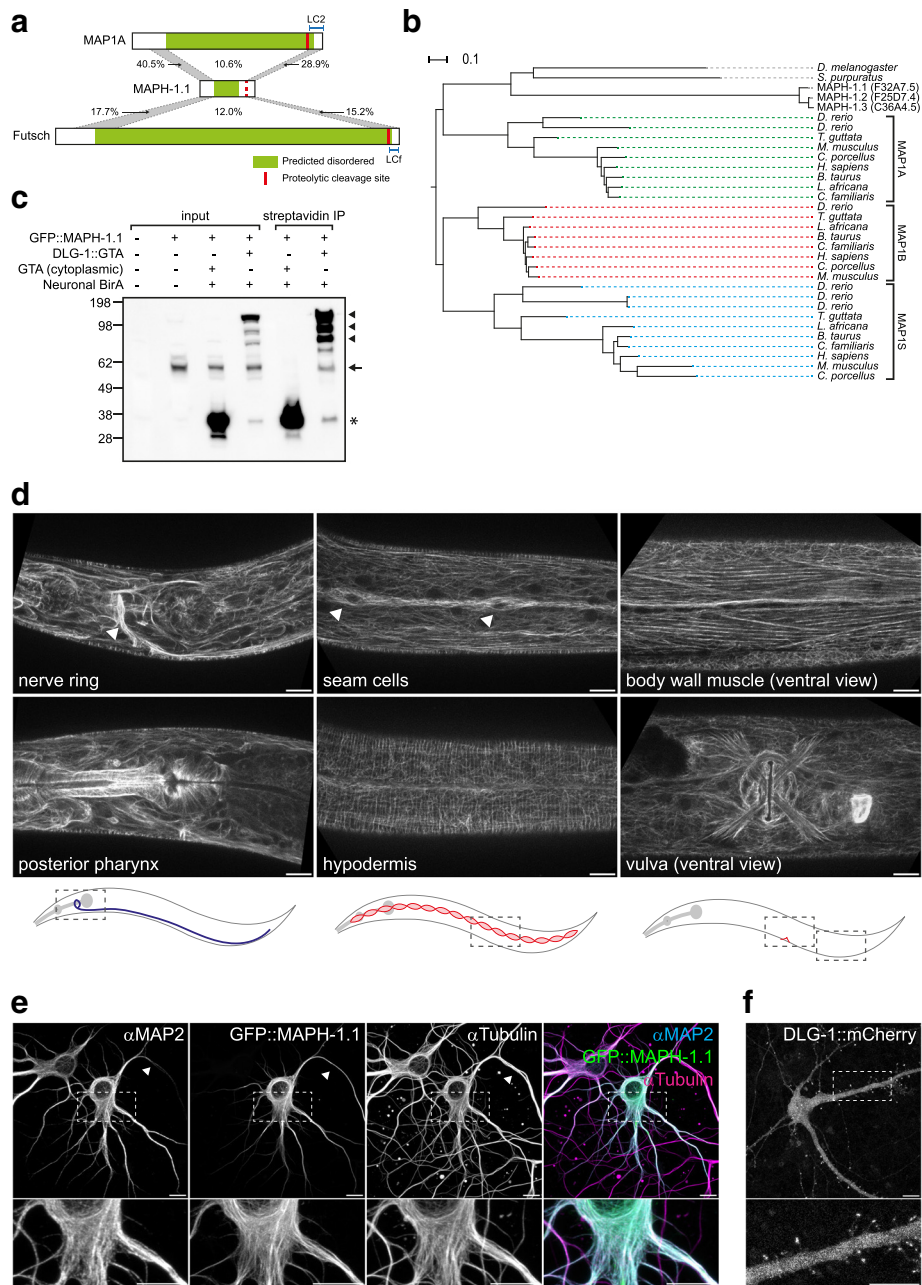 a
MAP1A
LC2
40.5%
10.6%
28.9%
MAPH-1.1
17.7%
12.0%
15.2%
Futsch
LCf
Predicted disordered
Proteolytic cleavage site
b
0.1
D. melanogaster
S. purpuratus
MAPH-1.1 (F32A7.5)
MAPH-1.2 (F25D7.4)
MAPH-1.3 (C36A4.5)
D. rerio
D. rerio
T. guttata
M. musculus
C. porcellus
H. sapiens
B. taurus
L. africana
C. familiaris
MAP1A
D. rerio
T. guttata
L. africana
B. taurus
C. familiaris
H. sapiens
C. porcellus
M. musculus
MAP1B
D. rerio
D. rerio
D. rerio
T. guttata
L. africana
B. taurus
C. familiaris
H. sapiens
M. musculus
C. porcellus
MAP1S
c
input streptavidin IP
GFP::MAPH-1.1 - + + + + +
DLG-1::GTA - - - + - +
GTA (cytoplasmic) - - + - + -
Neuronal BirA - - + + + +
198
98
62
49
38
28
*
d
nerve ring
seam cells
body wall muscle (ventral view)
posterior pharynx
hypodermis
vulva (ventral view)
e
αMAP2
GFP::MAPH-1.1
αTubulin
αMAP2
GFP::MAPH-1.1
αTubulin
f
DLG-1::mCherry